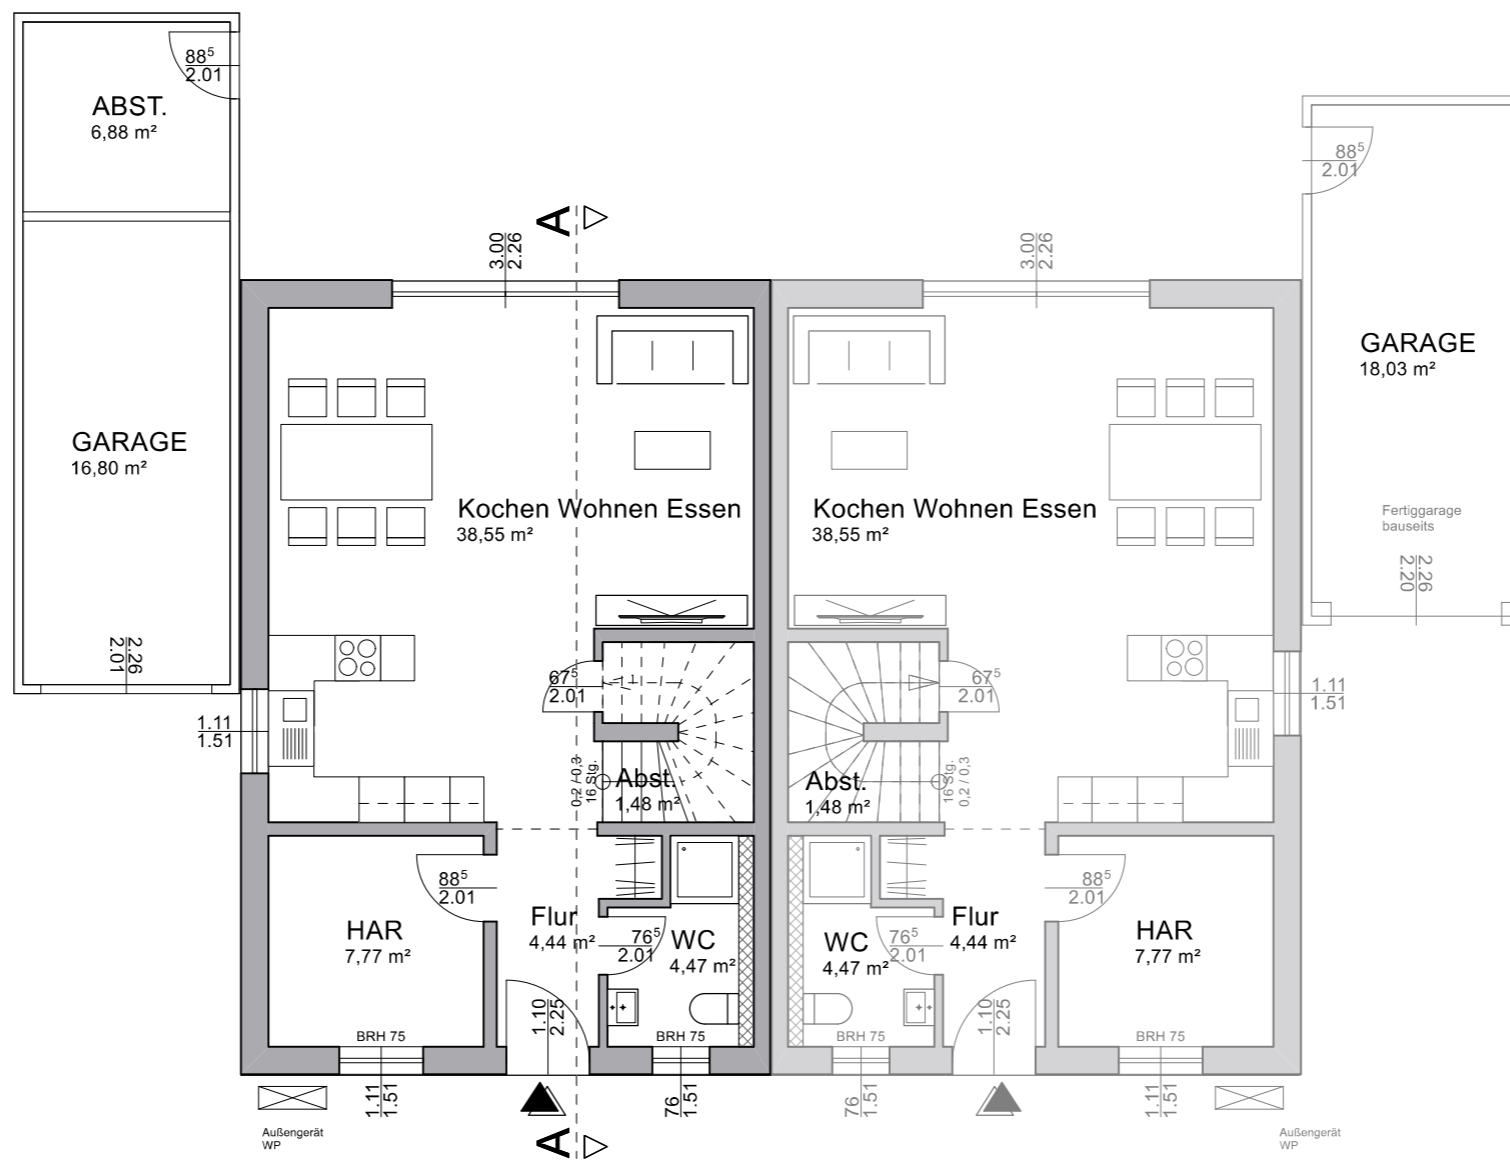 88⁵
2.01
ABST.
6,88 m²
88⁵
2.01
A
3.00
2.26
3.00
2.26
GARAGE
18,03 m²
GARAGE
16,80 m²
Kochen Wohnen Essen
38,55 m²
Kochen Wohnen Essen
38,55 m²
Fertiggarage
bauseits
2.26
2.20
2.26
2.01
67⁵
2.01
67⁵
2.01
1.11
1.51
1.11
1.51
16 Stg.
0,2 / 0,3
Abst.
1,48 m²
Abst.
1,48 m²
16 Stg.
0,2 / 0,3
88⁵
2.01
88⁵
2.01
HAR
7,77 m²
Flur
4,44 m²
76⁵
2.01
WC
4,47 m²
WC
4,47 m²
76⁵
2.01
Flur
4,44 m²
HAR
7,77 m²
BRH 75
1.10
2.25
BRH 75
BRH 75
1.10
2.25
BRH 75
1.11
1.51
76
1.51
76
1.51
1.11
1.51
Außengerät
WP
A
Außengerät
WP